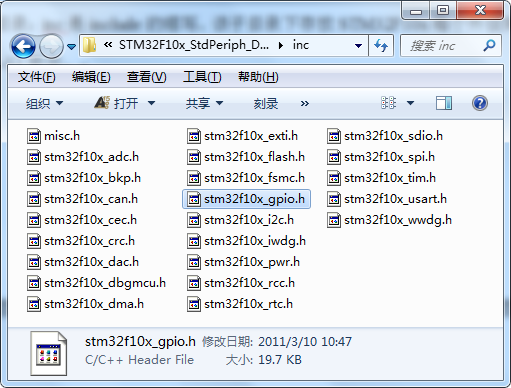 STM32F10x_StdPeriph_D... inc 搜索 inc
文件(F) 编辑(E) 查看(V) 工具(T) 帮助(H)
组织 打开 共享 刻录 »
misc.h
stm32f10x_adc.h
stm32f10x_bkp.h
stm32f10x_can.h
stm32f10x_cec.h
stm32f10x_crc.h
stm32f10x_dac.h
stm32f10x_dbgmcu.h
stm32f10x_dma.h
stm32f10x_exti.h
stm32f10x_flash.h
stm32f10x_fsmc.h
stm32f10x_gpio.h
stm32f10x_i2c.h
stm32f10x_iwdg.h
stm32f10x_pwr.h
stm32f10x_rcc.h
stm32f10x_rtc.h
stm32f10x_sdio.h
stm32f10x_spi.h
stm32f10x_tim.h
stm32f10x_usart.h
stm32f10x_wwdg.h
stm32f10x_gpio.h 修改日期: 2011/3/10 10:47
C/C++ Header File 大小: 19.7 KB